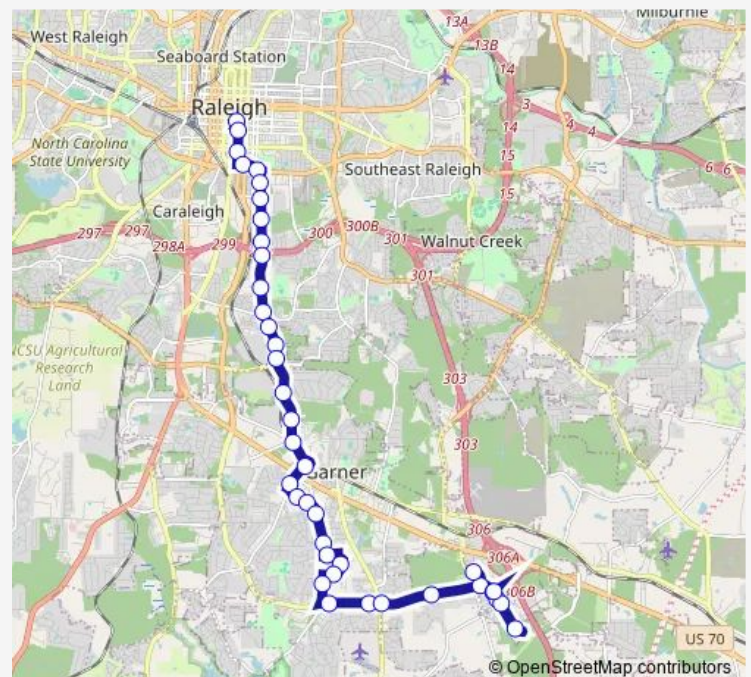 Milburnie
13A
West Raleigh
13B
Seaboard Station
14
Raleigh
3
14
4
4
North Carolina
State University
15
6
6
Southeast Raleigh
15
Caraleigh
300B
297
297
299
300
301
Walnut Creek
298A
301
NCSU Agricultural
Research
Land
303
303
Garner
306
306A
06B
US 70
© OpenStreetMap contributors